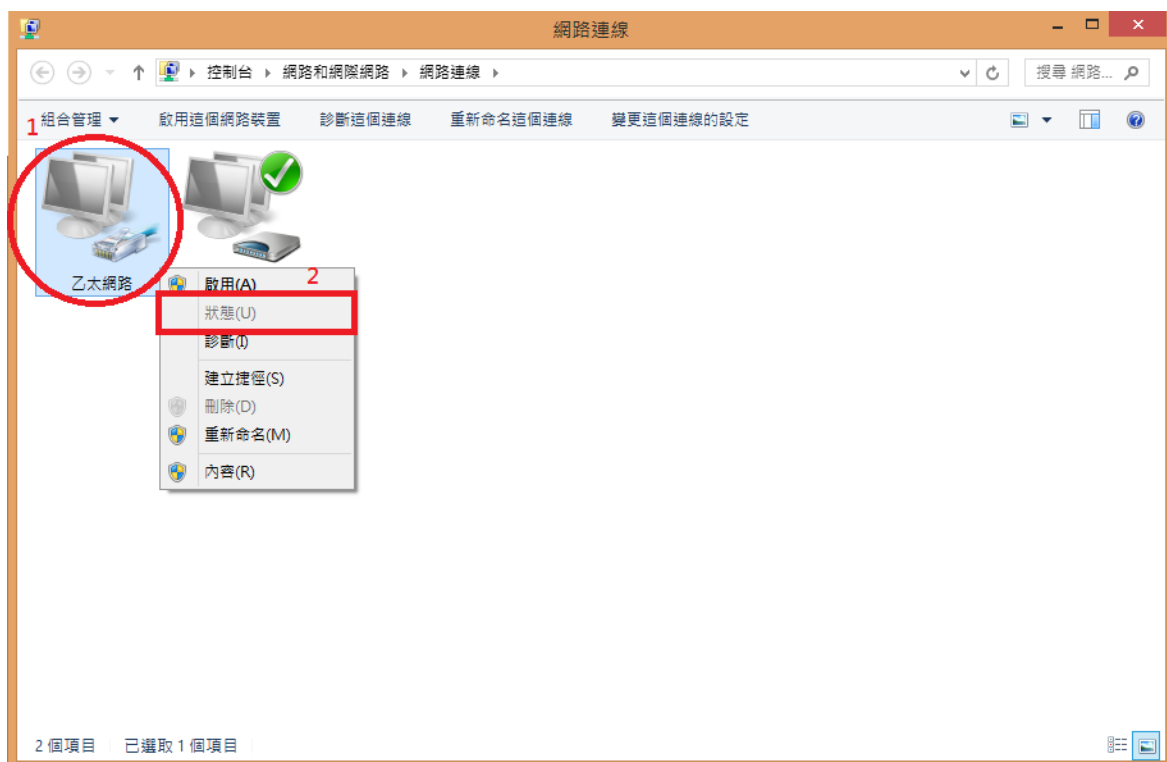 網路連線
控制台 網路和網際網路 網路連線
搜尋 網路...
1
組合管理 啟用這個網路裝置 診斷這個連線 重新命名這個連線 變更這個連線的設定
乙太網路
2
啟用(A)
狀態(U)
診斷(I)
建立捷徑(S)
刪除(D)
重新命名(M)
內容(R)
2 個項目 已選取 1 個項目